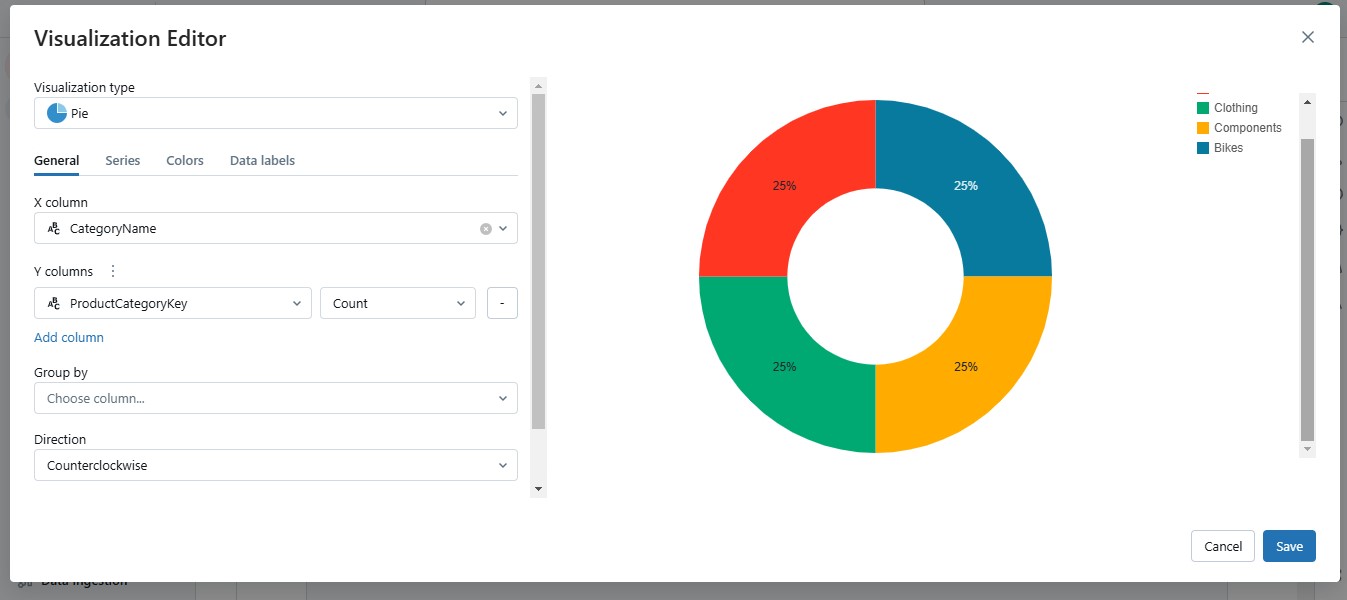 Visualization Editor
Visualization type
Pie
General Series Colors Data labels
X column
CategoryName
Y columns
ProductCategoryKey Count -
Add column
Group by
Choose column...
Direction
Counterclockwise
25% 25%
25% 25%
Clothing
Components
Bikes
Cancel Save
Data Ingestion